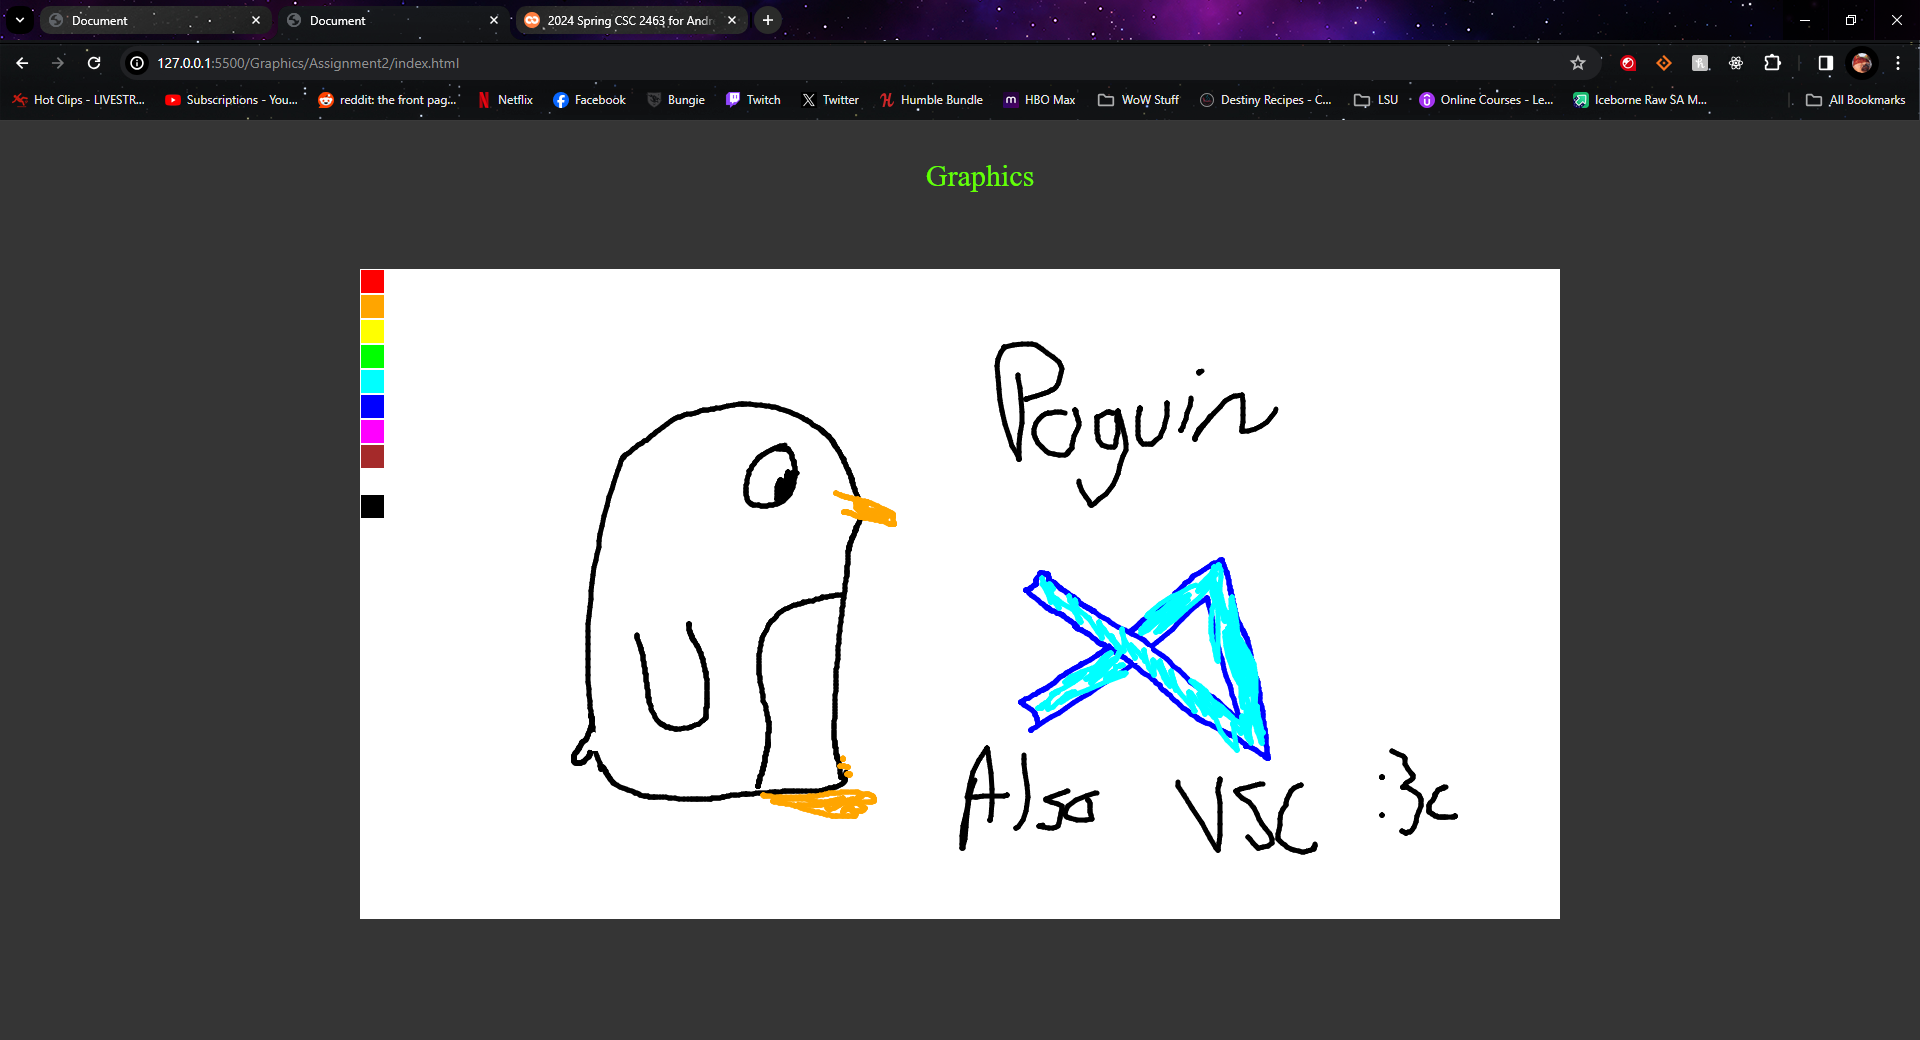 Document
Document
2024 Spring CSC 2463 for Andr
127.0.0.1:5500/Graphics/Assignment2/index.html
Hot Clips - LIVESTR...
Subscriptions - You...
reddit: the front pag...
Netflix
Facebook
Bungie
Twitch
Twitter
Humble Bundle
HBO Max
WoW Stuff
Destiny Recipes - C...
LSU
Online Courses - Le...
Iceborne Raw SA M...
All Bookmarks
Graphics
Poguin
Also VSC :3c